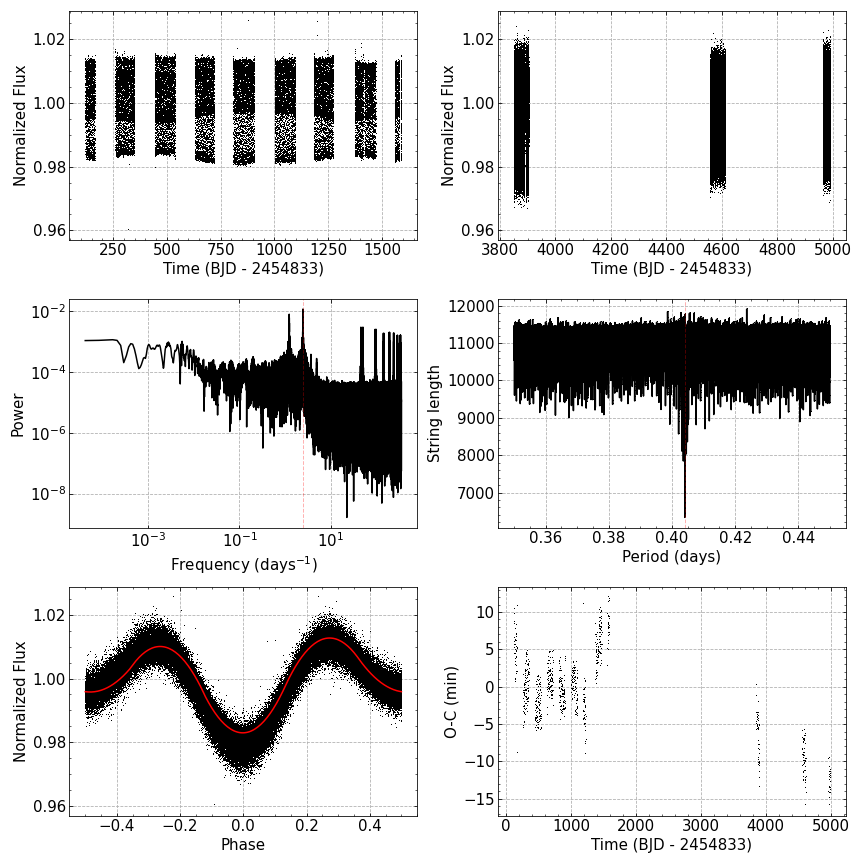 1.02
1.00
0.98
0.96
Normalized Flux
250 500 750 1000 1250 1500
Time (BJD - 2454833)
1.02
1.00
0.98
0.96
Normalized Flux
3800 4000 4200 4400 4600 4800 5000
Time (BJD - 2454833)
10⁻²
10⁻⁴
10⁻⁶
10⁻⁸
Power
10⁻³ 10⁻¹ 10¹
Frequency (days⁻¹)
12000
11000
10000
9000
8000
7000
String length
0.36 0.38 0.40 0.42 0.44
Period (days)
1.02
1.00
0.98
0.96
Normalized Flux
−0.4 −0.2 0.0 0.2 0.4
Phase
10
5
0
−5
−10
−15
O-C (min)
0 1000 2000 3000 4000 5000
Time (BJD - 2454833)